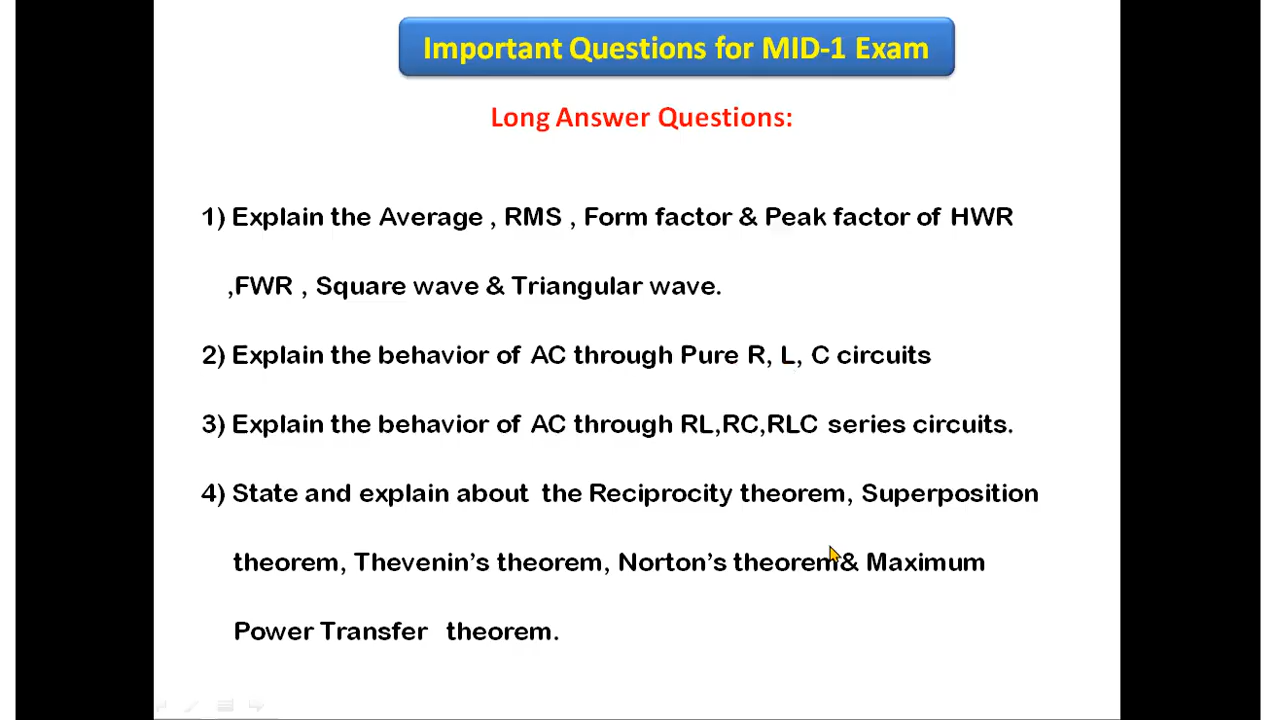 Important Questions for MID-1 Exam
Long Answer Questions:
1) Explain the Average , RMS , Form factor & Peak factor of HWR
,FWR , Square wave & Triangular wave.
2) Explain the behavior of AC through Pure R, L, C circuits
3) Explain the behavior of AC through RL,RC,RLC series circuits.
4) State and explain about the Reciprocity theorem, Superposition
theorem, Thevenin’s theorem, Norton’s theorem& Maximum
Power Transfer theorem.